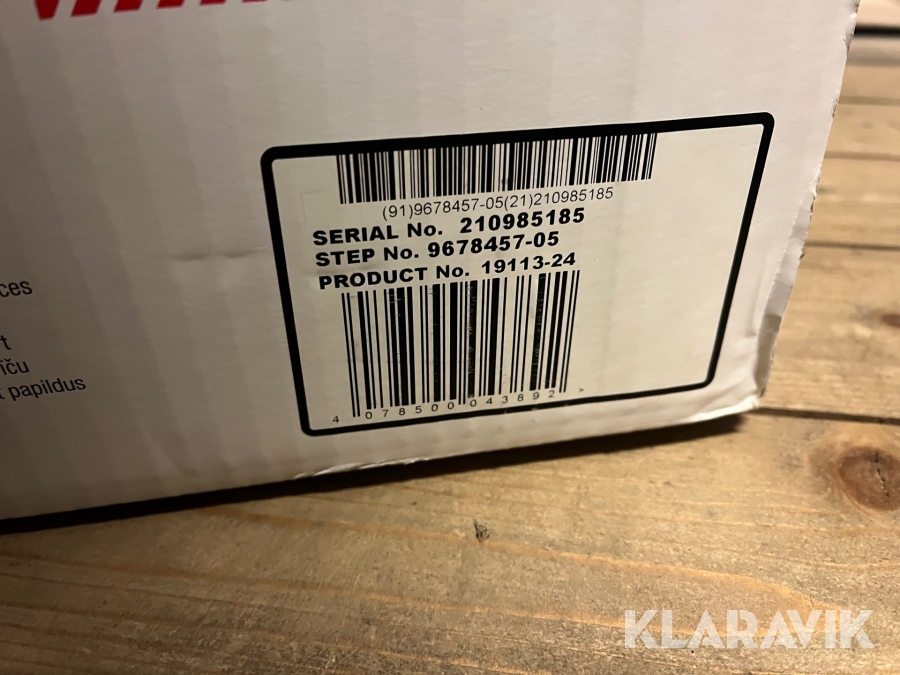 (91)9678457-05(21)210985185
SERIAL No. 210985185
STEP No. 9678457-05
PRODUCT No. 19113-24
4 078500 043892 >
ces
t
īču
papildus
KLARAVIK